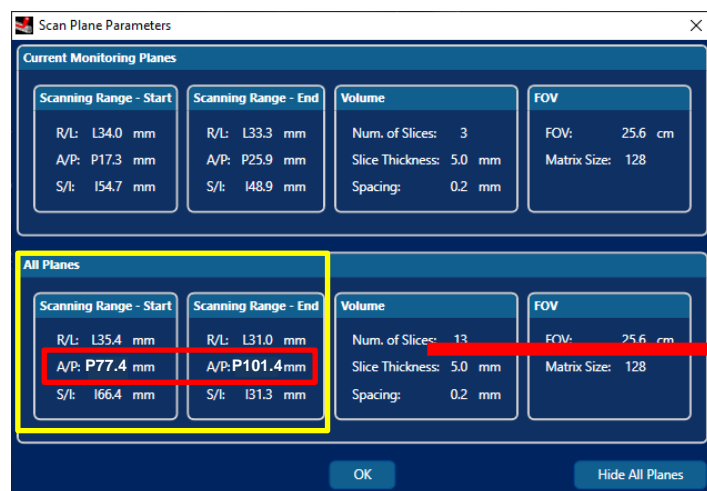 Scan Plane Parameters
Current Monitoring Planes
Scanning Range - Start Scanning Range - End Volume FOV
R/L: L34.0 mm R/L: L33.3 mm Num. of Slices: 3 FOV: 25.6 cm
A/P: P17.3 mm A/P: P25.9 mm Slice Thickness: 5.0 mm Matrix Size: 128
S/I: I54.7 mm S/I: I48.9 mm Spacing: 0.2 mm
All Planes
Scanning Range - Start Scanning Range - End Volume FOV
R/L: L35.4 mm R/L: L31.0 mm Num. of Slices: 13 FOV: 25.6 cm
A/P: P77.4 mm A/P: P101.4 mm Slice Thickness: 5.0 mm Matrix Size: 128
S/I: I66.4 mm S/I: I31.3 mm Spacing: 0.2 mm
OK Hide All Planes